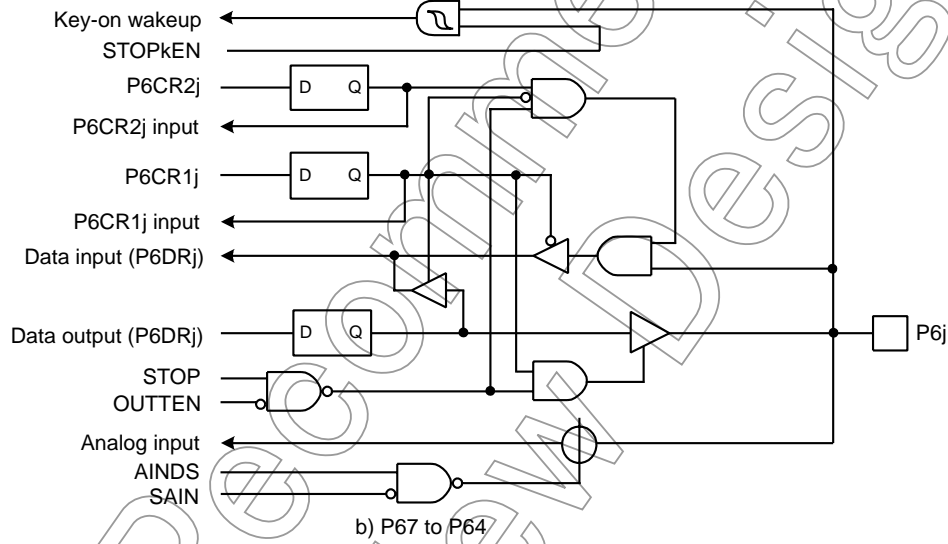 Key-on wakeup
STOPkEN
P6CR2j
D Q
P6CR2j input
P6CR1j
D Q
P6CR1j input
Data input (P6DRj)
Data output (P6DRj)
D Q
P6j
STOP
OUTTEN
Analog input
AINDS
SAIN
b) P67 to P64